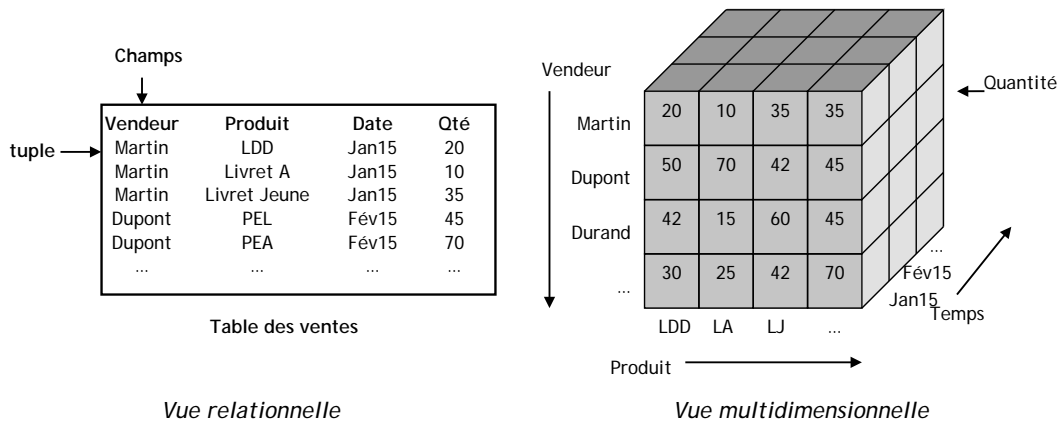 Champs
tuple
Vendeur Produit Date Qté
Martin LDD Jan15 20
Martin Livret A Jan15 10
Martin Livret Jeune Jan15 35
Dupont PEL Fév15 45
Dupont PEA Fév15 70
... ... ... ...
Table des ventes
Vue relationnelle
Vendeur
Quantité
Martin 20 10 35 35
Dupont 50 70 42 45
Durand 42 15 60 45
... 30 25 42 70
LDD LA LJ ...
Produit
...
Fév15
Jan15
Temps
Vue multidimensionnelle